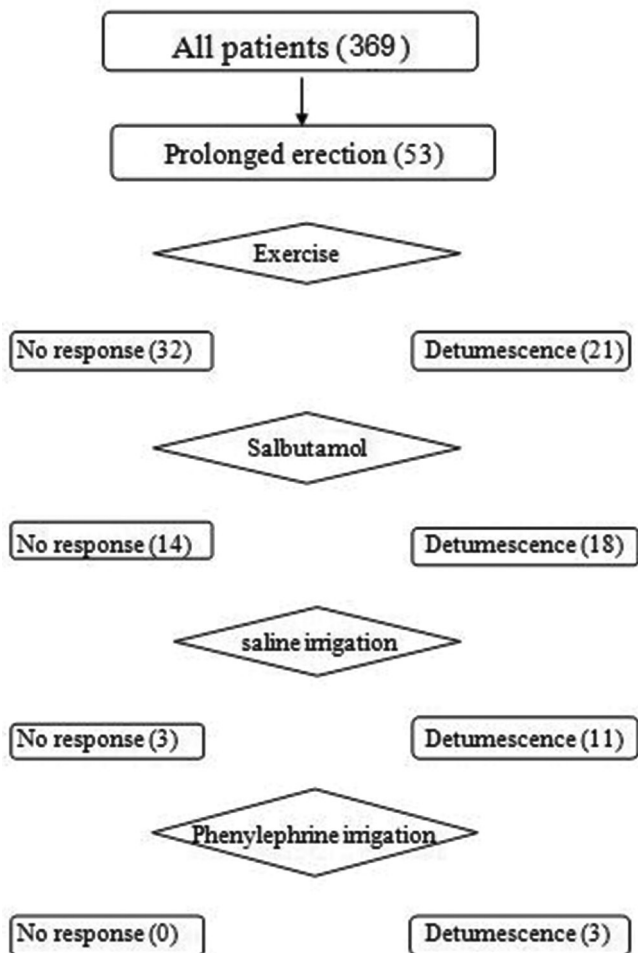 All patients (369)
Prolonged erection (53)
Exercise
No response (32)
Detumescence (21)
Salbutamol
No response (14)
Detumescence (18)
saline irrigation
No response (3)
Detumescence (11)
Phenylephrine irrigation
No response (0)
Detumescence (3)